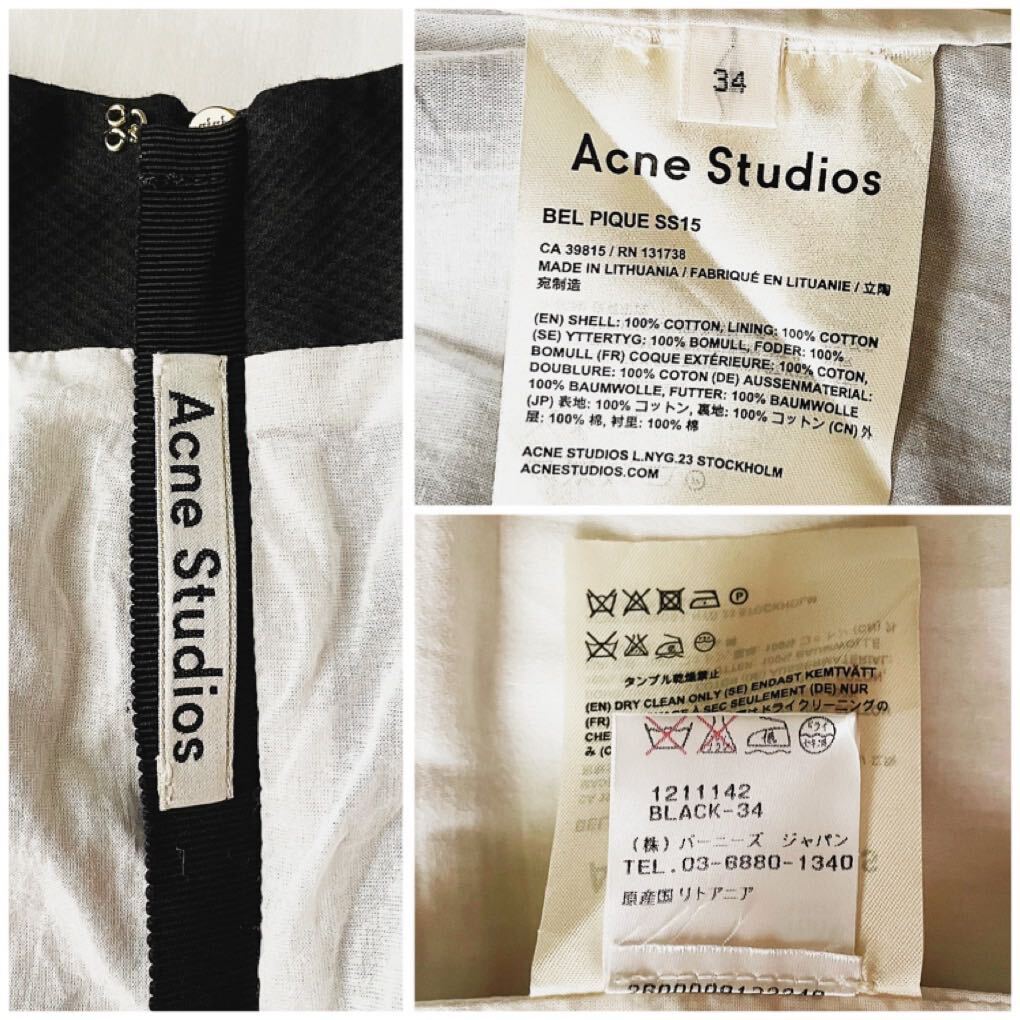 Acne Studios
34
Acne Studios
BEL PIQUE SS15
CA 39815 / RN 131738
MADE IN LITHUANIA / FABRIQUÉ EN LITUANIE / 立陶
宛制造
(EN) SHELL: 100% COTTON, LINING: 100% COTTON
(SE) YTTERTYG: 100% BOMULL, FODER: 100%
BOMULL (FR) COQUE EXTÉRIEURE: 100% COTON,
DOUBLURE: 100% COTON (DE) AUSSENMATERIAL:
100% BAUMWOLLE, FUTTER: 100% BAUMWOLLE
(JP) 表地: 100% コットン, 裏地: 100% コットン (CN) 外
层: 100% 棉, 衬里: 100% 棉
ACNE STUDIOS L.NYG.23 STOCKHOLM
ACNESTUDIOS.COM
P
タンブル乾燥禁止
(EN) DRY CLEAN ONLY (SE) ENDAST KEMTVÄTT
(FR) À SEC SEULEMENT (DE) NUR
CHE ドライクリーニングの
み (C
低
ドライ
1211142
BLACK-34
(株) バーニーズ ジャパン
TEL.03-6880-1340
原産国リトアニア